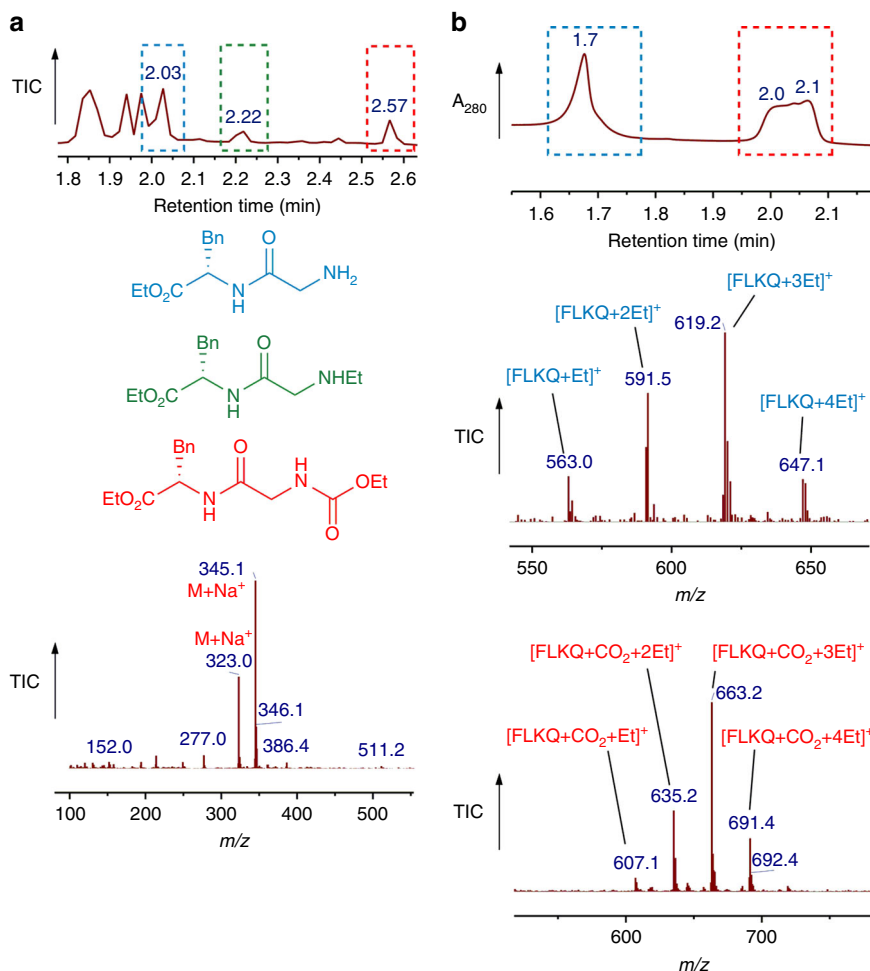 a
TIC
2.03
2.22
2.57
1.8 1.9 2.0 2.1 2.2 2.3 2.4 2.5 2.6
Retention time (min)
Bn
O
EtO₂C
N
H
NH₂
Bn
O
EtO₂C
N
H
NHEt
Bn
O
H
N
EtO₂C
N
H
OEt
O
345.1
M+Na⁺
M+Na⁺
323.0
TIC
346.1
152.0
277.0
386.4
511.2
100 200 300 400 500
m/z
b
A₂₈₀
1.7
2.0
2.1
1.6 1.7 1.8 1.9 2.0 2.1
Retention time (min)
[FLKQ+3Et]⁺
[FLKQ+2Et]⁺
619.2
[FLKQ+Et]⁺
591.5
[FLKQ+4Et]⁺
TIC
563.0
647.1
550 600 650
m/z
[FLKQ+CO₂+2Et]⁺
[FLKQ+CO₂+3Et]⁺
663.2
[FLKQ+CO₂+Et]⁺
[FLKQ+CO₂+4Et]⁺
TIC
635.2
691.4
607.1
692.4
600 700
m/z